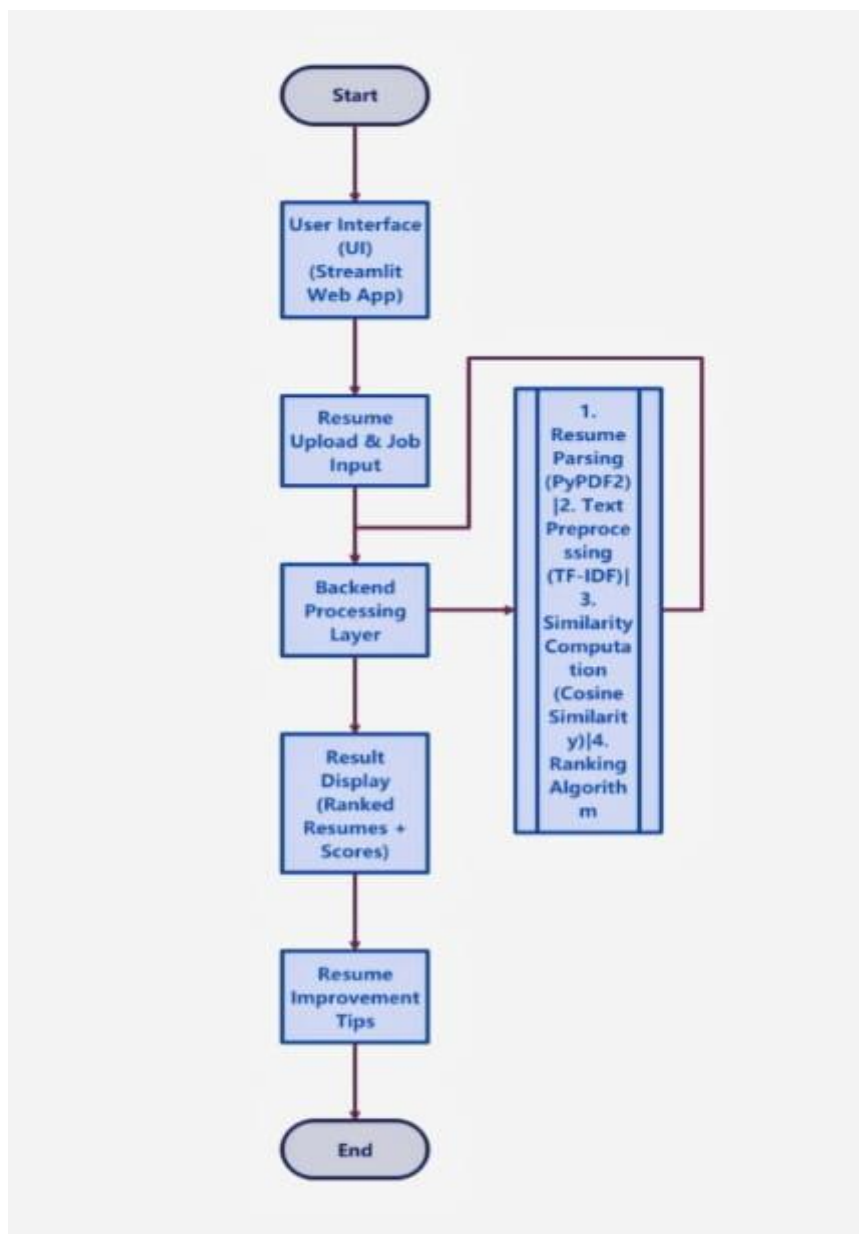 Start
User Interface
(UI)
(Streamlit
Web App)
Resume
Upload & Job
Input
Backend
Processing
Layer
1.
Resume
Parsing
(PyPDF2)
|2. Text
Preproce
ssing
(TF-IDF)|
3.
Similarity
Computa
tion
(Cosine
Similarit
y)|4.
Ranking
Algorith
m
Result
Display
(Ranked
Resumes +
Scores)
Resume
Improvement
Tips
End